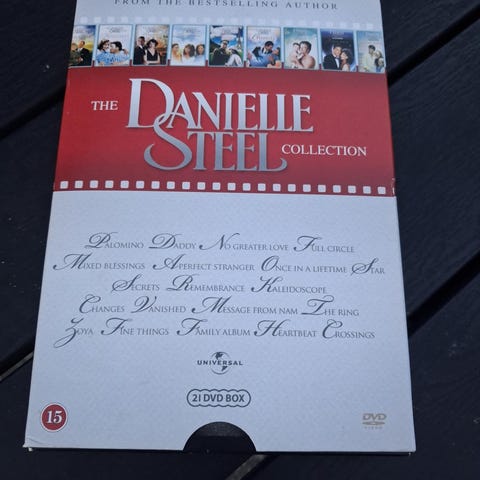 FROM THE BESTSELLING AUTHOR
THE DANIELLE STEEL COLLECTION
PALOMINO DADDY NO GREATER LOVE FULL CIRCLE
MIXED BLESSINGS A PERFECT STRANGER ONCE IN A LIFETIME STAR
SECRETS REMEMBRANCE KALEIDOSCOPE
CHANGES VANISHED MESSAGE FROM NAM THE RING
ZOYA FINE THINGS FAMILY ALBUM HEARTBEAT CROSSINGS
UNIVERSAL
21 DVD BOX
15
DVD
VIDEO